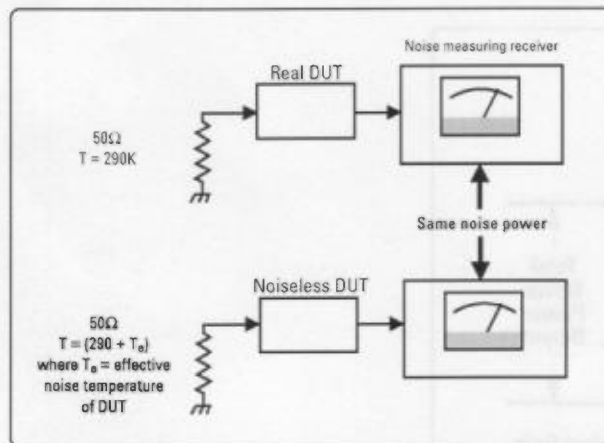 Noise measuring receiver
Real DUT
50Ω
T = 290K
Same noise power
Noiseless DUT
50Ω
T = (290 + Te)
where Te = effective
noise temperature
of DUT